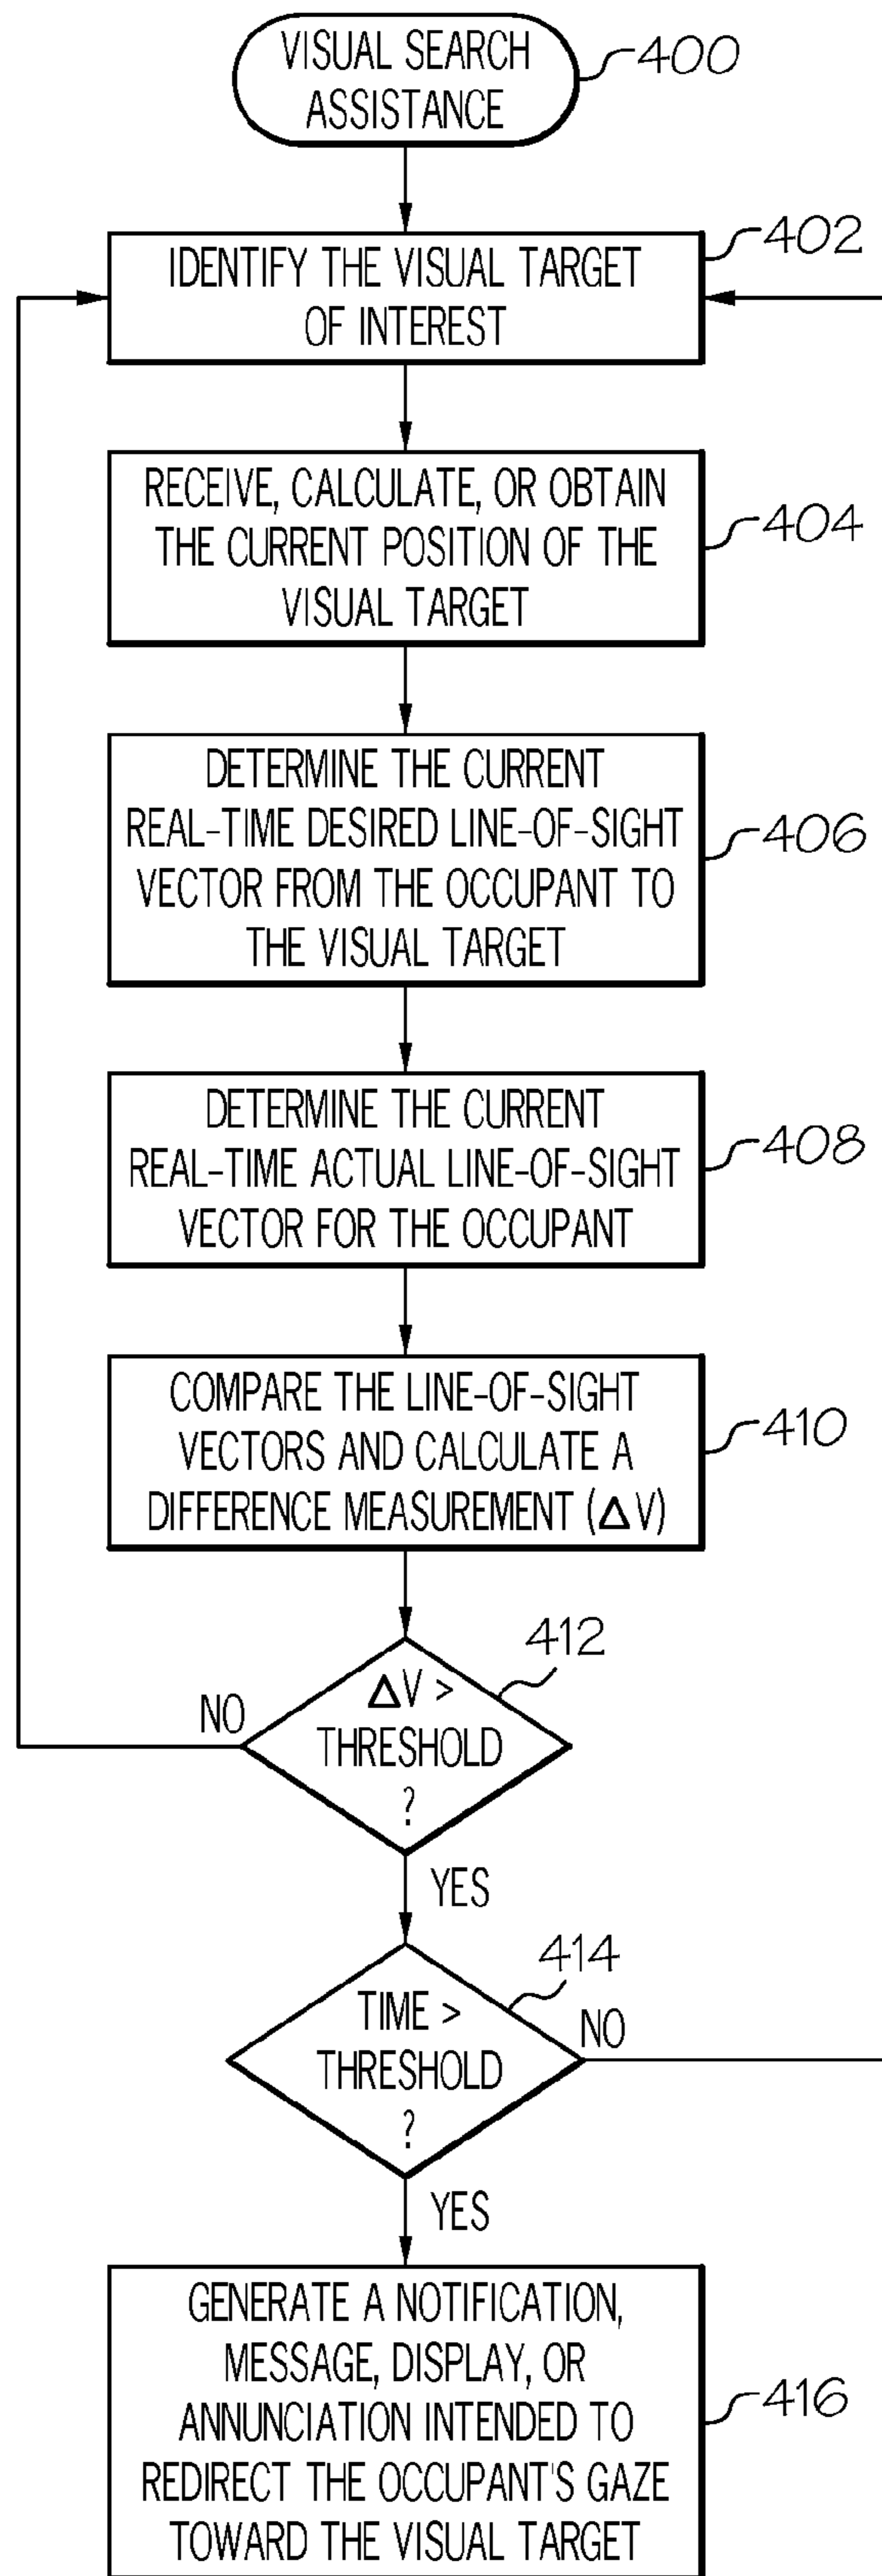 VISUAL SEARCH
ASSISTANCE
400
402
IDENTIFY THE VISUAL TARGET
OF INTEREST
RECEIVE, CALCULATE, OR OBTAIN
THE CURRENT POSITION OF THE
VISUAL TARGET
404
DETERMINE THE CURRENT
REAL-TIME DESIRED LINE-OF-SIGHT
VECTOR FROM THE OCCUPANT TO
THE VISUAL TARGET
406
DETERMINE THE CURRENT
REAL-TIME ACTUAL LINE-OF-SIGHT
VECTOR FOR THE OCCUPANT
408
COMPARE THE LINE-OF-SIGHT
VECTORS AND CALCULATE A
DIFFERENCE MEASUREMENT (ΔV)
410
412
ΔV >
THRESHOLD
?
NO
YES
414
TIME >
THRESHOLD
?
NO
YES
GENERATE A NOTIFICATION,
MESSAGE, DISPLAY, OR
ANNUNCIATION INTENDED TO
REDIRECT THE OCCUPANT'S GAZE
TOWARD THE VISUAL TARGET
416